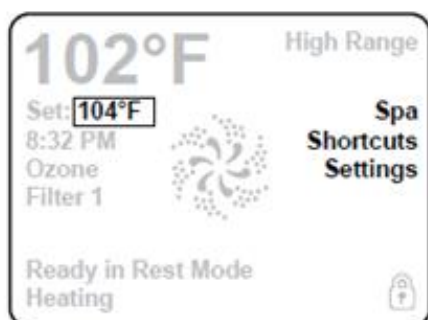 102°F
High Range
Set: 104°F
Spa
8:32 PM
Shortcuts
Ozone
Settings
Filter 1
Ready in Rest Mode
Heating